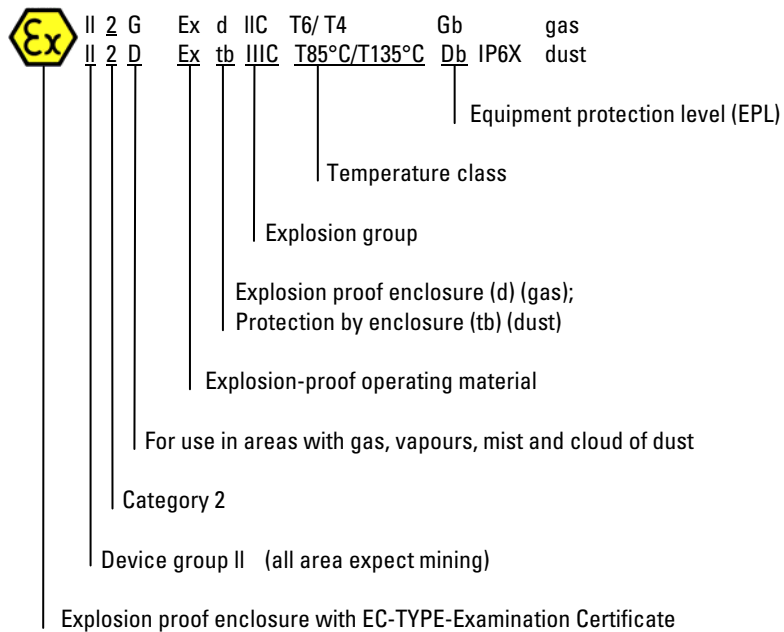 Ex II 2 G Ex d IIC T6/ T4 Gb gas
II 2 D Ex tb IIIC T85°C/T135°C Db IP6X dust
Equipment protection level (EPL)
Temperature class
Explosion group
Explosion proof enclosure (d) (gas);
Protection by enclosure (tb) (dust)
Explosion-proof operating material
For use in areas with gas, vapours, mist and cloud of dust
Category 2
Device group II (all area expect mining)
Explosion proof enclosure with EC-TYPE-Examination Certificate